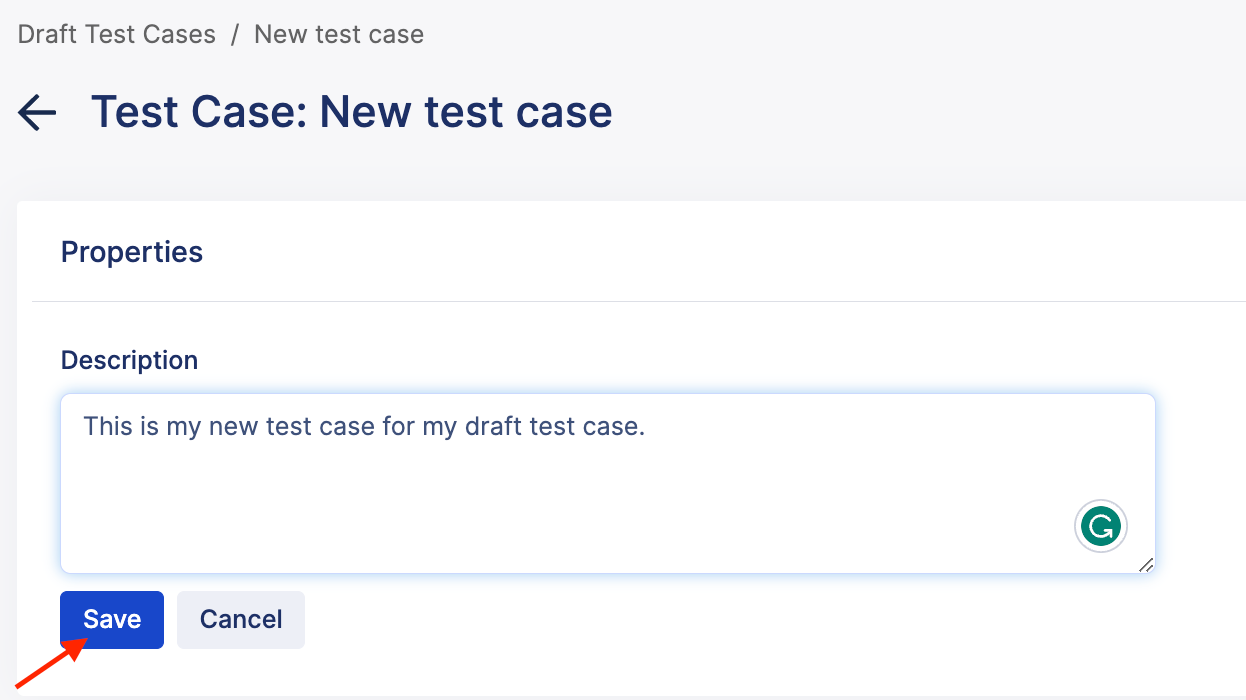 Draft Test Cases / New test case
Test Case: New test case
Properties
Description
This is my new test case for my draft test case.
Save Cancel